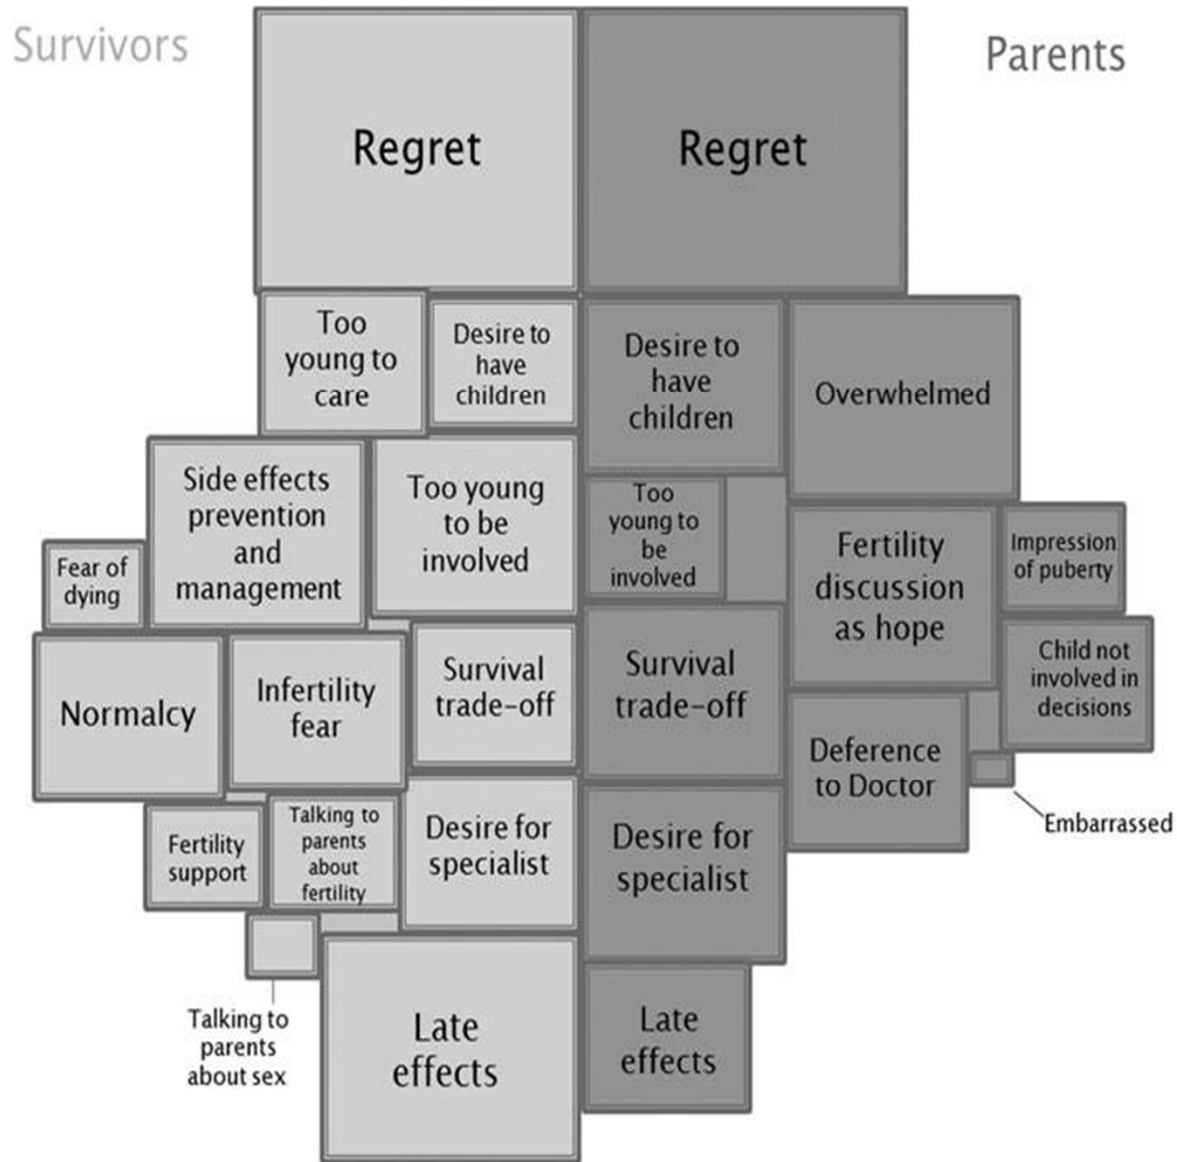 Survivors
Parents
Regret
Regret
Too
young to
care
Desire to
have
children
Desire to
have
children
Overwhelmed
Side effects
prevention
and
management
Too young
to be
involved
Too
young to
be
involved
Fertility
discussion
as hope
Impression
of puberty
Fear of
dying
Normalcy
Infertility
fear
Survival
trade-off
Survival
trade-off
Child not
involved in
decisions
Deference
to Doctor
Embarrassed
Fertility
support
Talking to
parents
about
fertility
Desire for
specialist
Desire for
specialist
Talking to
parents
about sex
Late
effects
Late
effects